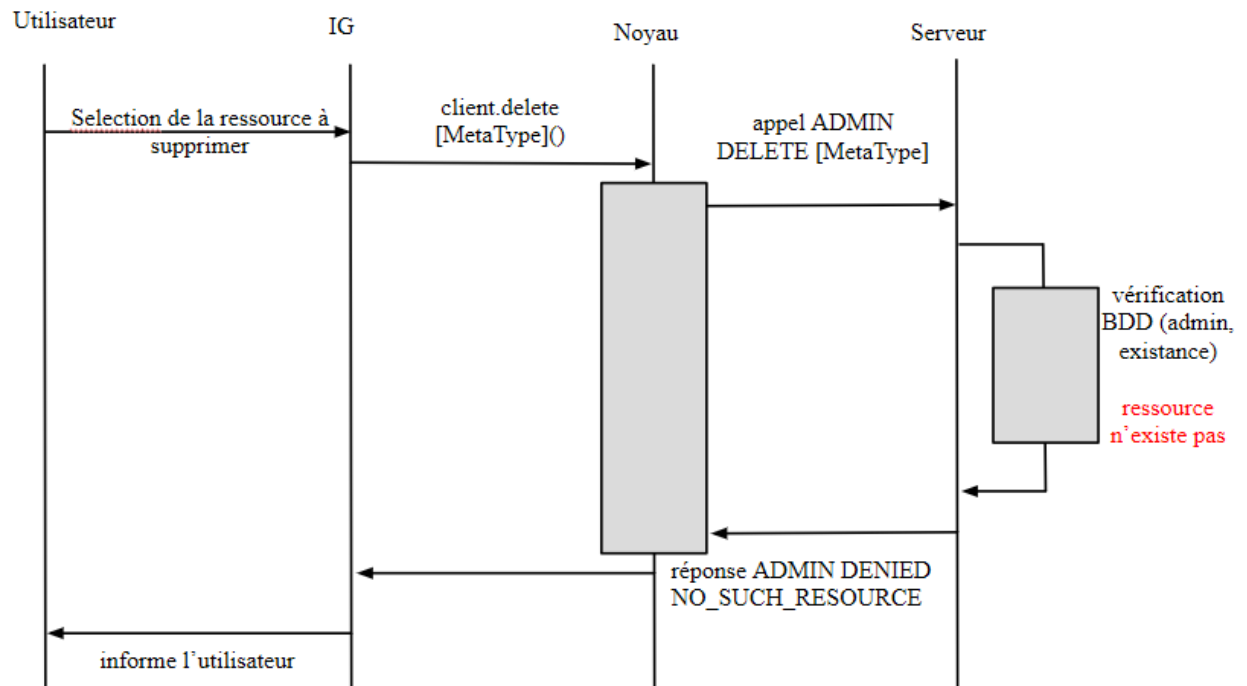 Utilisateur
IG
Noyau
Serveur
Selection de la ressource à
supprimer
client.delete
[MetaType]()
appel ADMIN
DELETE [MetaType]
vérification
BDD (admin,
existance)
ressource
n’existe pas
réponse ADMIN DENIED
NO_SUCH_RESOURCE
informe l’utilisateur